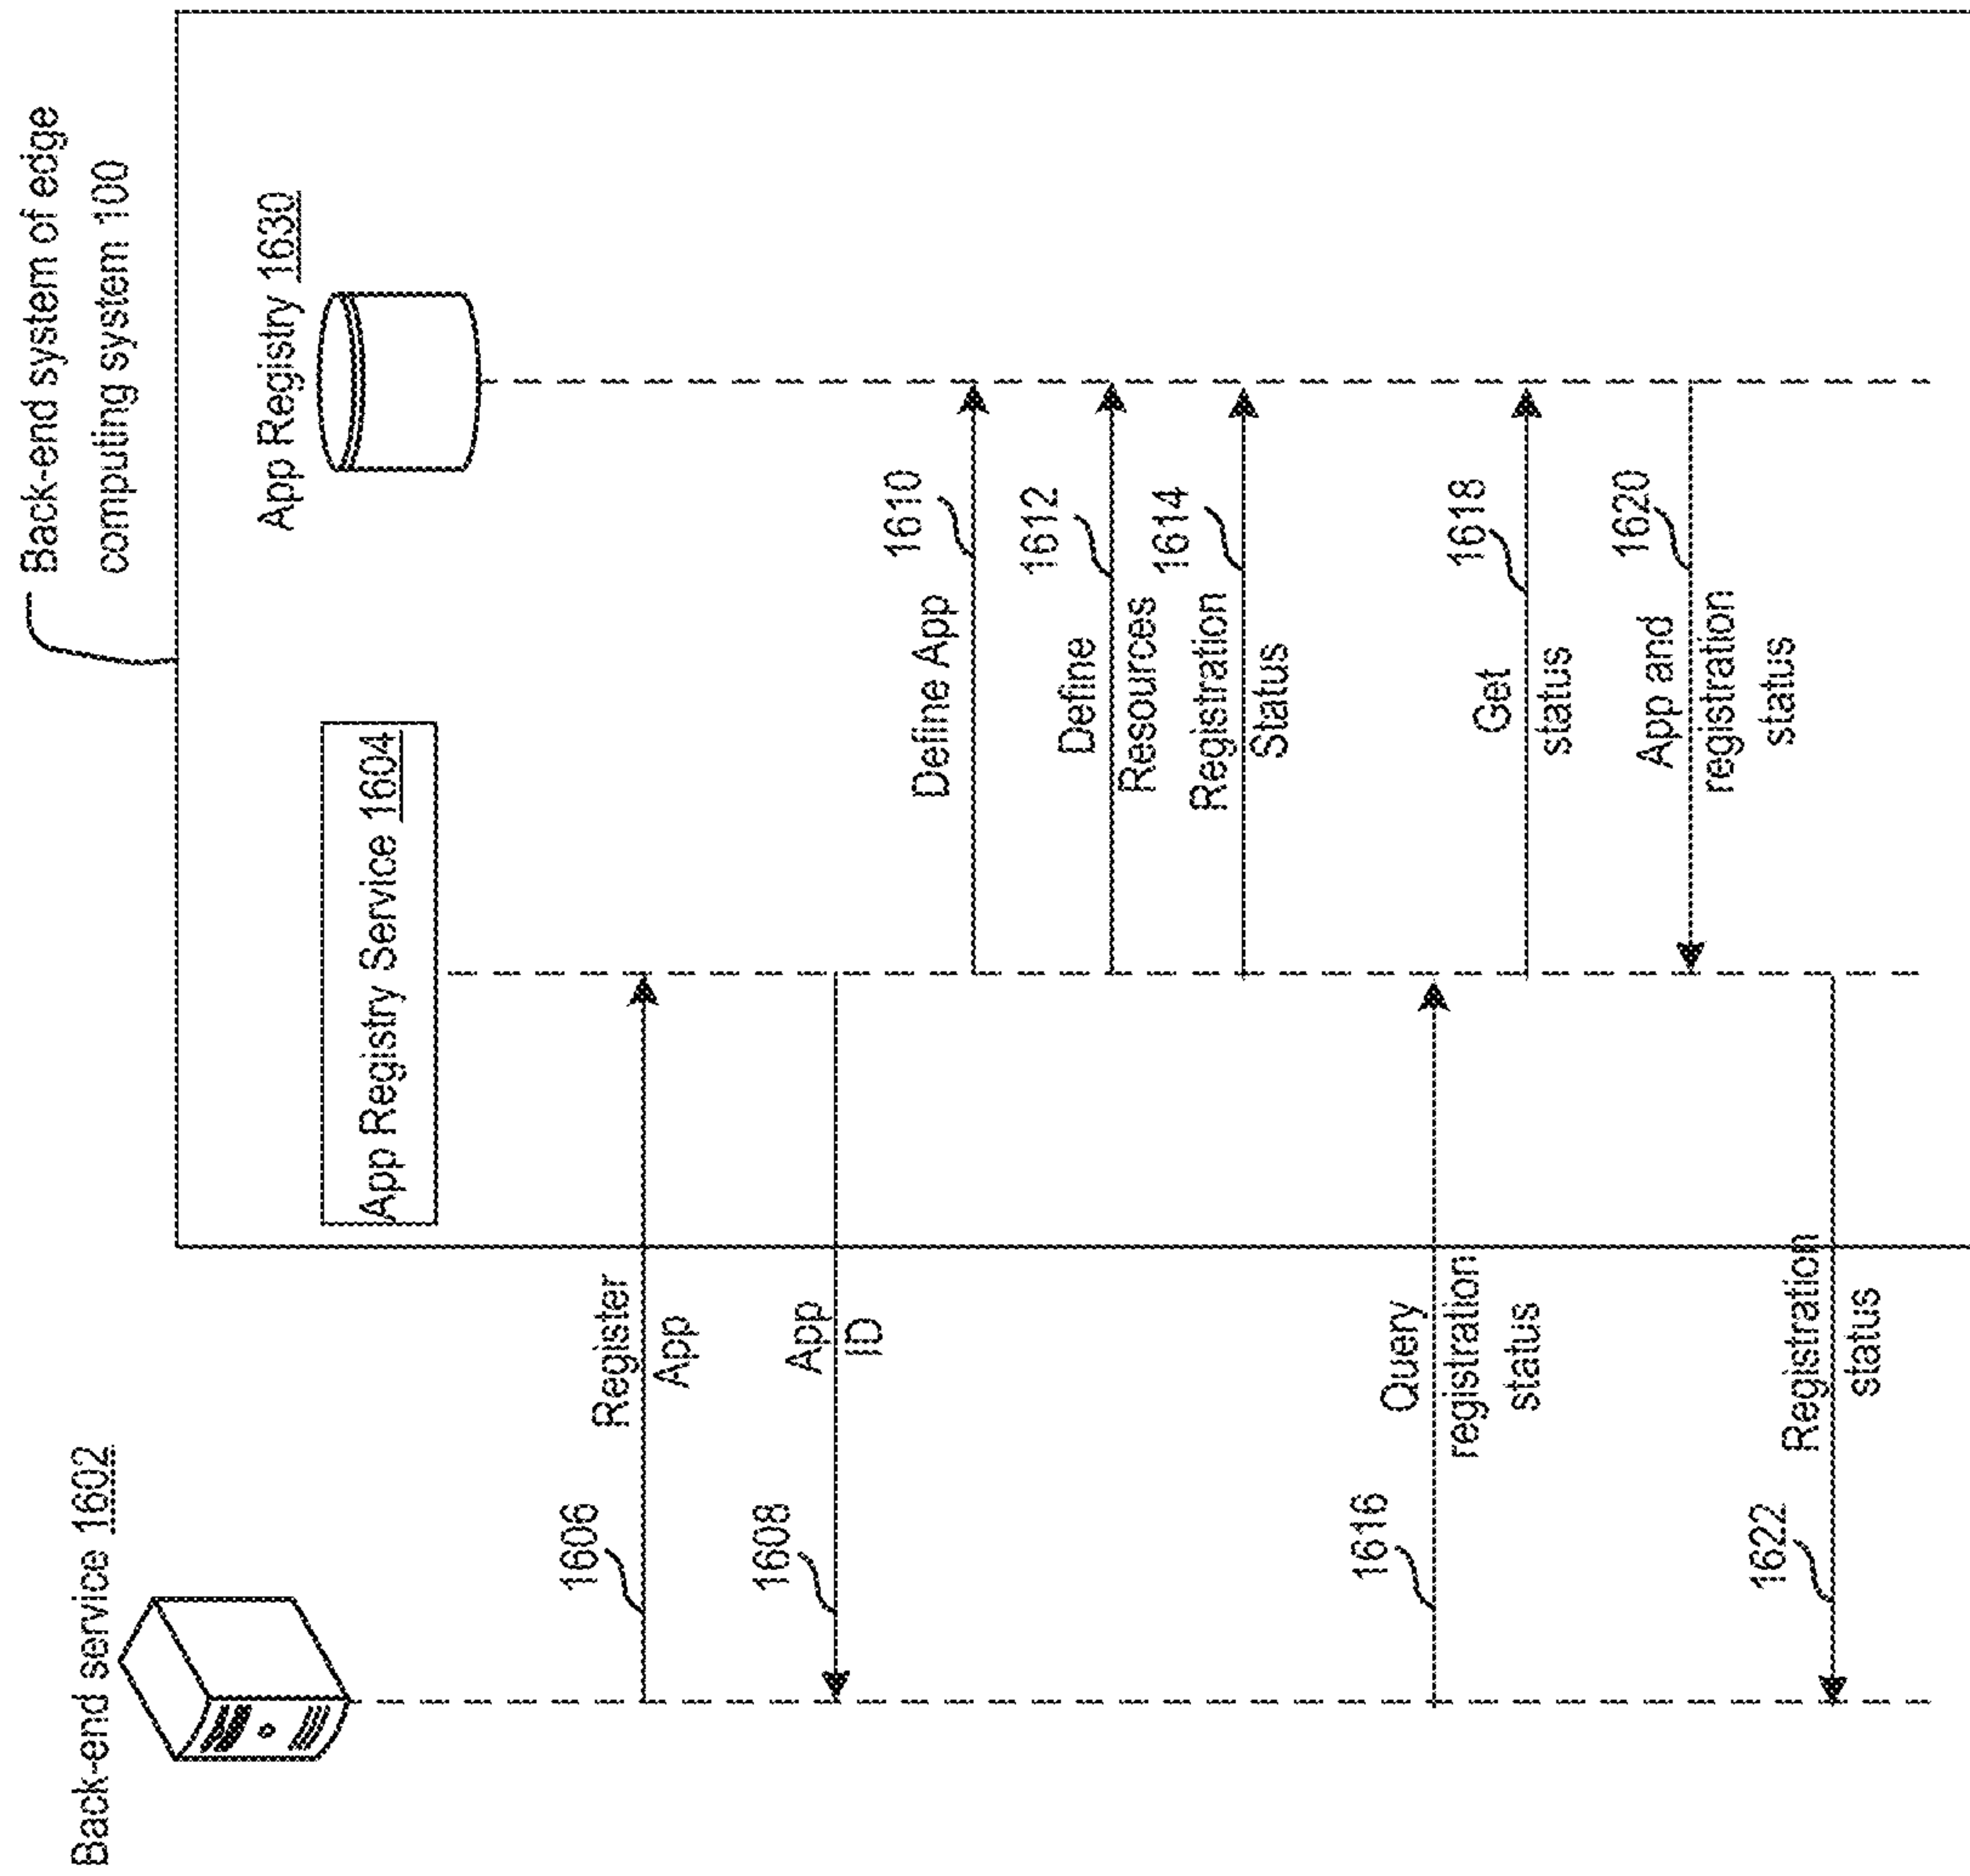 Back-end system of edge
computing system 100
Back-end service 1602
App Registry Service 1604
App Registry 1630
1606
Register
App
1608
App
ID
Define App
1610
Define
Resources
1612
Registration
Status
1614
1616
Query
registration
status
Get
status
1618
App and
registration
status
1620
1622
Registration
status